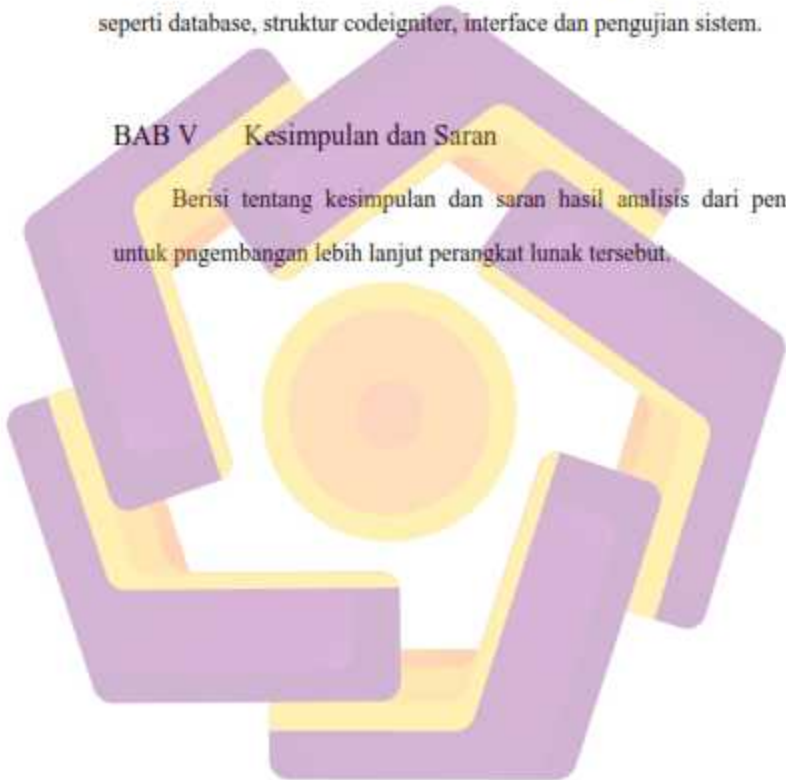 seperti database, struktur codeigniter, interface dan pengujian sistem.
BAB V Kesimpulan dan Saran
Berisi tentang kesimpulan dan saran hasil analisis dari pen
untuk pngembangan lebih lanjut perangkat lunak tersebut.